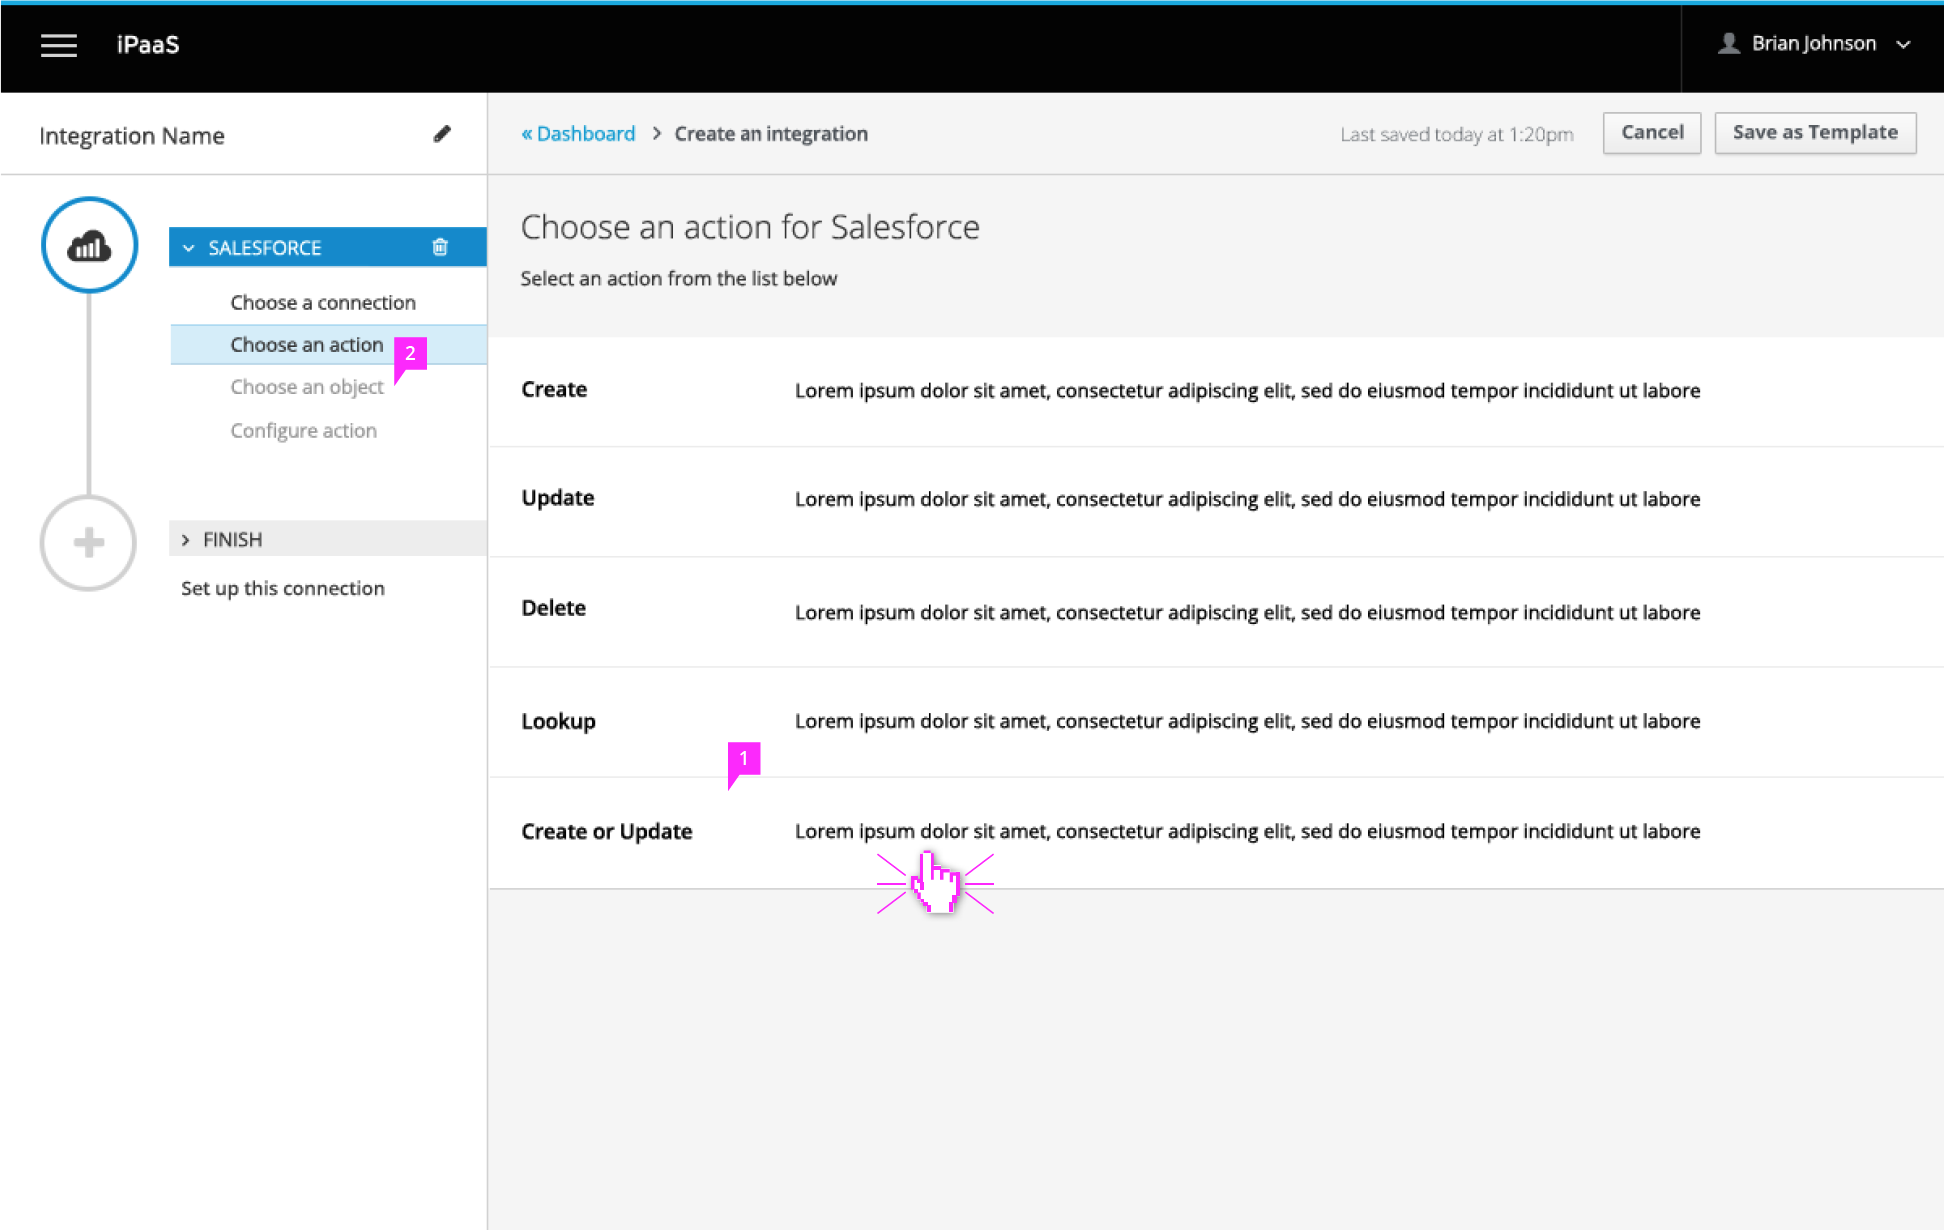 iPaaS
Brian Johnson
Integration Name
« Dashboard > Create an integration
Last saved today at 1:20pm
Cancel
Save as Template
SALESFORCE
Choose a connection
Choose an action
2
Choose an object
Configure action
FINISH
Set up this connection
Choose an action for Salesforce
Select an action from the list below
Create Lorem ipsum dolor sit amet, consectetur adipiscing elit, sed do eiusmod tempor incididunt ut labore
Update Lorem ipsum dolor sit amet, consectetur adipiscing elit, sed do eiusmod tempor incididunt ut labore
Delete Lorem ipsum dolor sit amet, consectetur adipiscing elit, sed do eiusmod tempor incididunt ut labore
Lookup Lorem ipsum dolor sit amet, consectetur adipiscing elit, sed do eiusmod tempor incididunt ut labore
1
Create or Update Lorem ipsum dolor sit amet, consectetur adipiscing elit, sed do eiusmod tempor incididunt ut labore